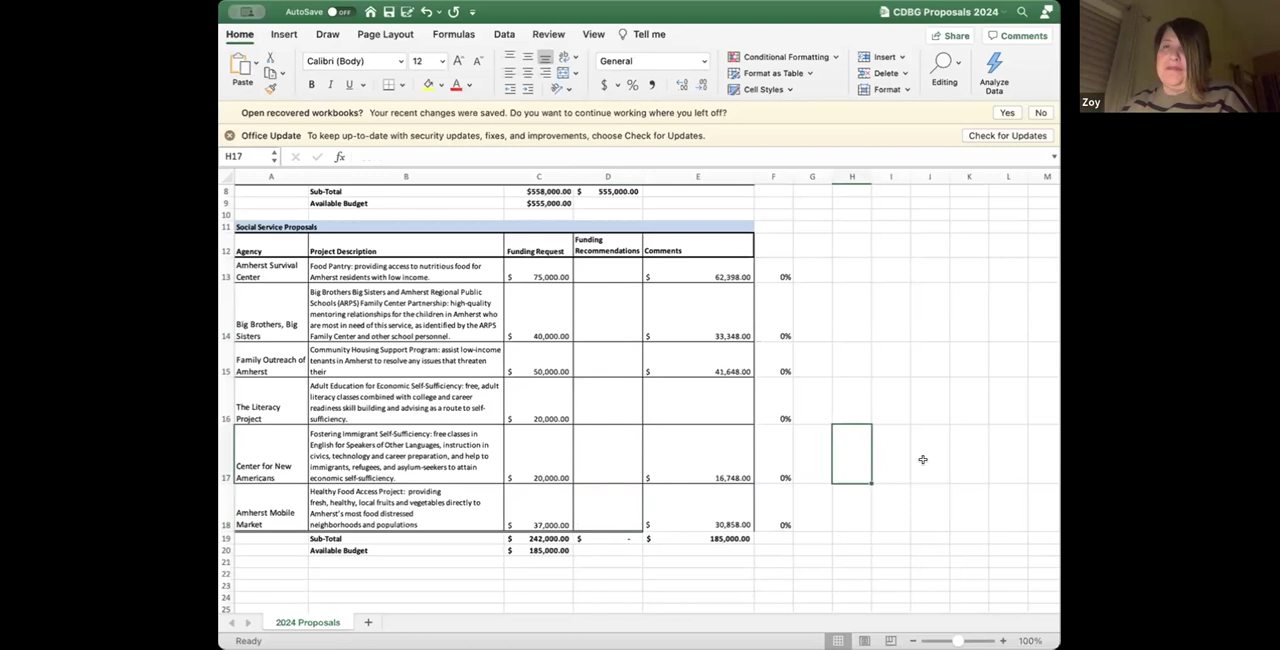 AutoSave OFF
CDBG Proposals 2024
Home Insert Draw Page Layout Formulas Data Review View Tell me
Share Comments
Paste
Calibri (Body) 12
B I U
General
$ % ,
Conditional Formatting
Format as Table
Cell Styles
Insert
Delete
Format
Editing
Analyze
Data
Open recovered workbooks? Your recent changes were saved. Do you want to continue working where you left off? Yes No
Office Update To keep up-to-date with security updates, fixes, and improvements, choose Check for Updates. Check for Updates
H17 fx
A B C D E F G H I J K L M
8 Sub-Total $558,000.00 $ 555,000.00
9 Available Budget $555,000.00
10
11 Social Service Proposals
12 Agency Project Description Funding Request Funding
Recommendations Comments
Amherst Survival
Center
Food Pantry: providing access to nutritious food for
Amherst residents with low income.
13 $ 75,000.00 $ 62,398.00 0%
Big Brothers, Big
Sisters
Big Brothers Big Sisters and Amherst Regional Public
Schools (ARPS) Family Center Partnership: high-quality
mentoring relationships for the children in Amherst who
are most in need of this service, as identified by the ARPS
Family Center and other school personnel.
14 $ 40,000.00 $ 33,348.00 0%
Family Outreach of
Amherst
Community Housing Support Program: assist low-income
tenants in Amherst to resolve any issues that threaten
their
15 $ 50,000.00 $ 41,648.00 0%
The Literacy
Project
Adult Education for Economic Self-Sufficiency: free, adult
literacy classes combined with college and career
readiness skill building and advising as a route to self-
sufficiency.
16 $ 20,000.00 0%
Center for New
Americans
Fostering Immigrant Self-Sufficiency: free classes in
English for Speakers of Other Languages, instruction in
civics, technology and career preparation, and help to
immigrants, refugees, and asylum-seekers to attain
economic self-sufficiency.
17 $ 20,000.00 $ 16,748.00 0%
Amherst Mobile
Market
Healthy Food Access Project: providing
fresh, healthy, local fruits and vegetables directly to
Amherst's most food distressed
neighborhoods and populations
18 $ 37,000.00 $ 30,858.00 0%
19 Sub-Total $ 242,000.00 $ - $ 185,000.00
20 Available Budget $ 185,000.00
21
22
23
24
25
2024 Proposals +
Ready 100%
Zoy